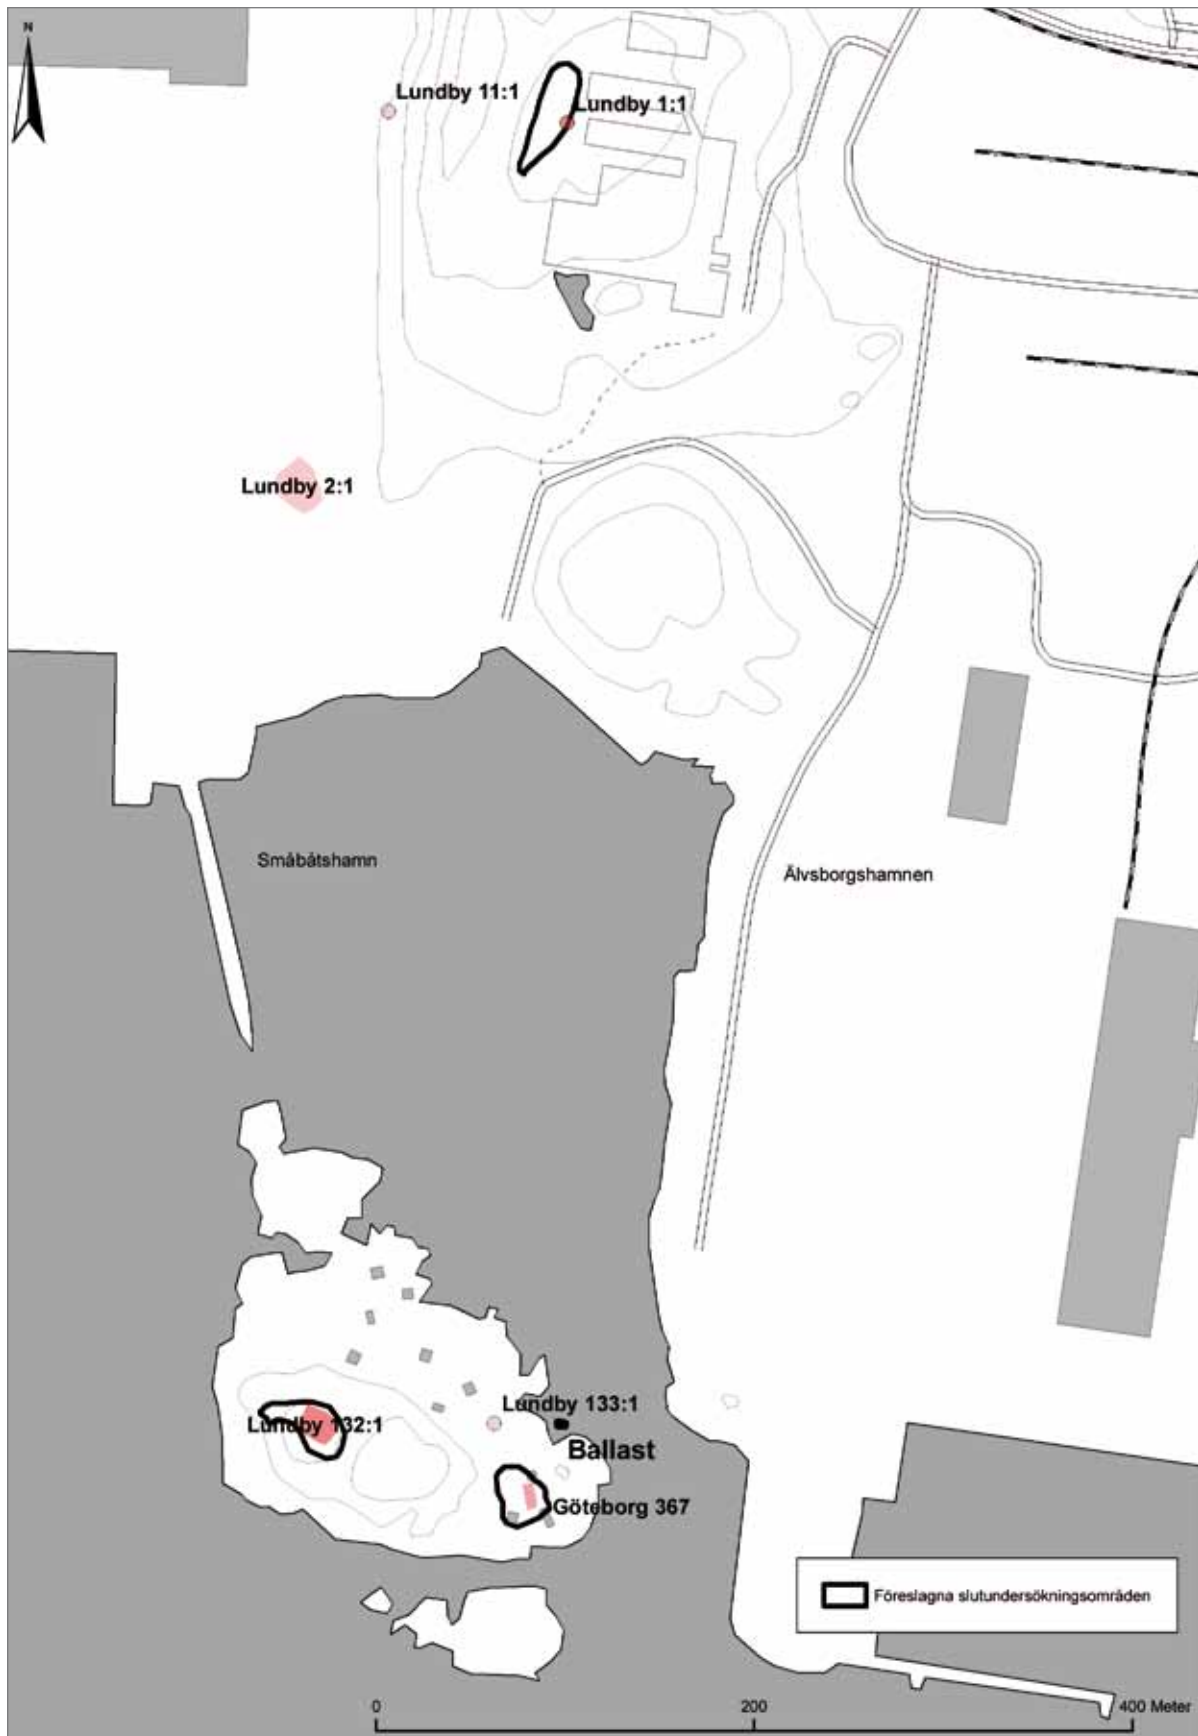 N
Lundby 11:1
Lundby 1:1
Lundby 2:1
Småbåtshamn
Älvsborgshamnen
Lundby 133:1
Lundby 132:1
Ballast
Göteborg 367
Föreslagna slutundersökningsområden
0 200 400 Meter